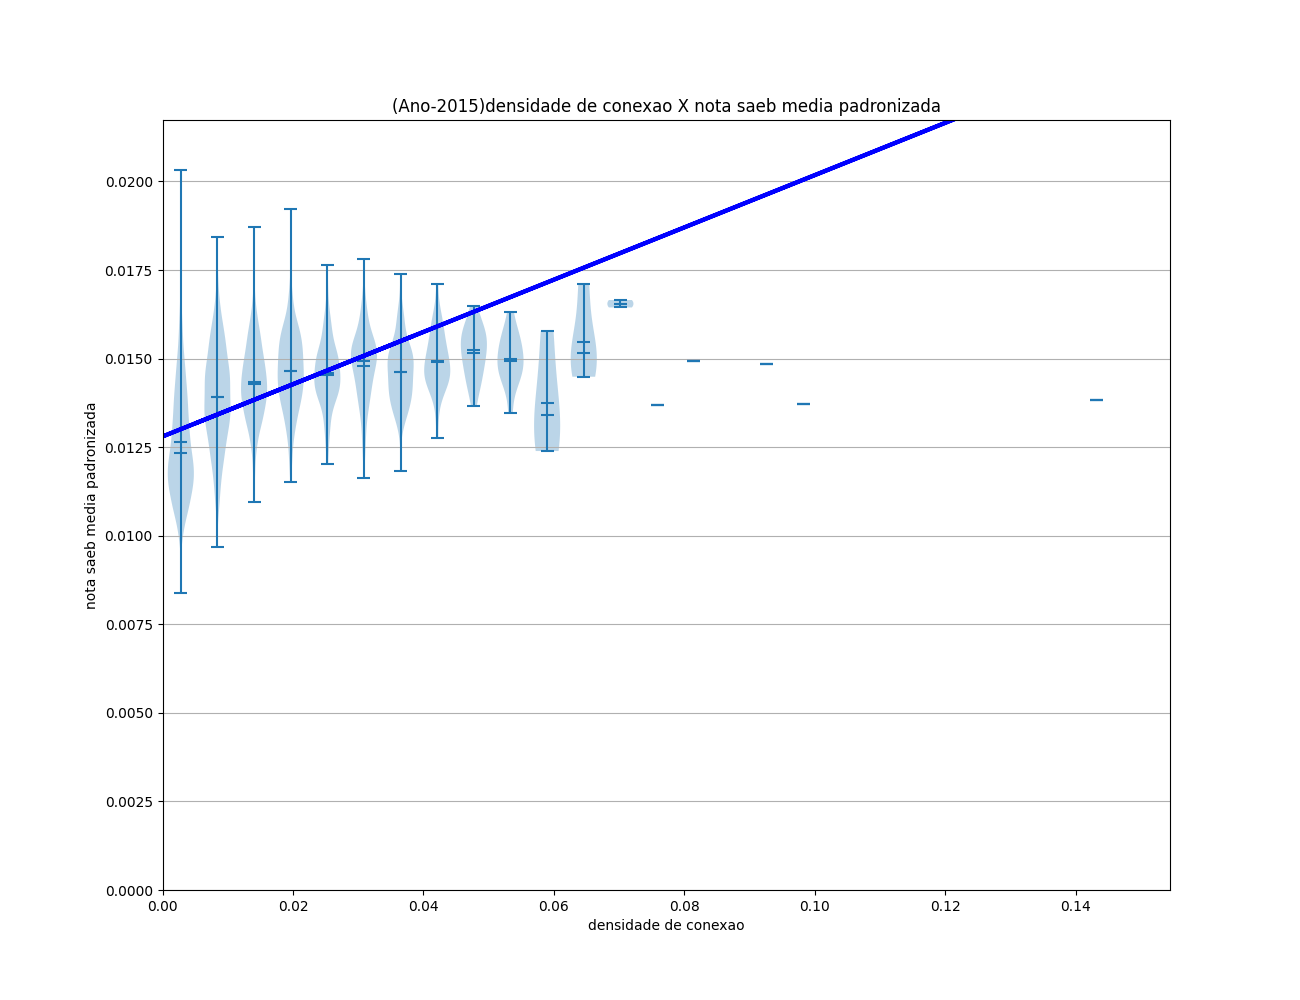 (Ano-2015)densidade de conexao X nota saeb media padronizada
nota saeb media padronizada
0.0200
0.0175
0.0150
0.0125
0.0100
0.0075
0.0050
0.0025
0.0000
0.00 0.02 0.04 0.06 0.08 0.10 0.12 0.14
densidade de conexao